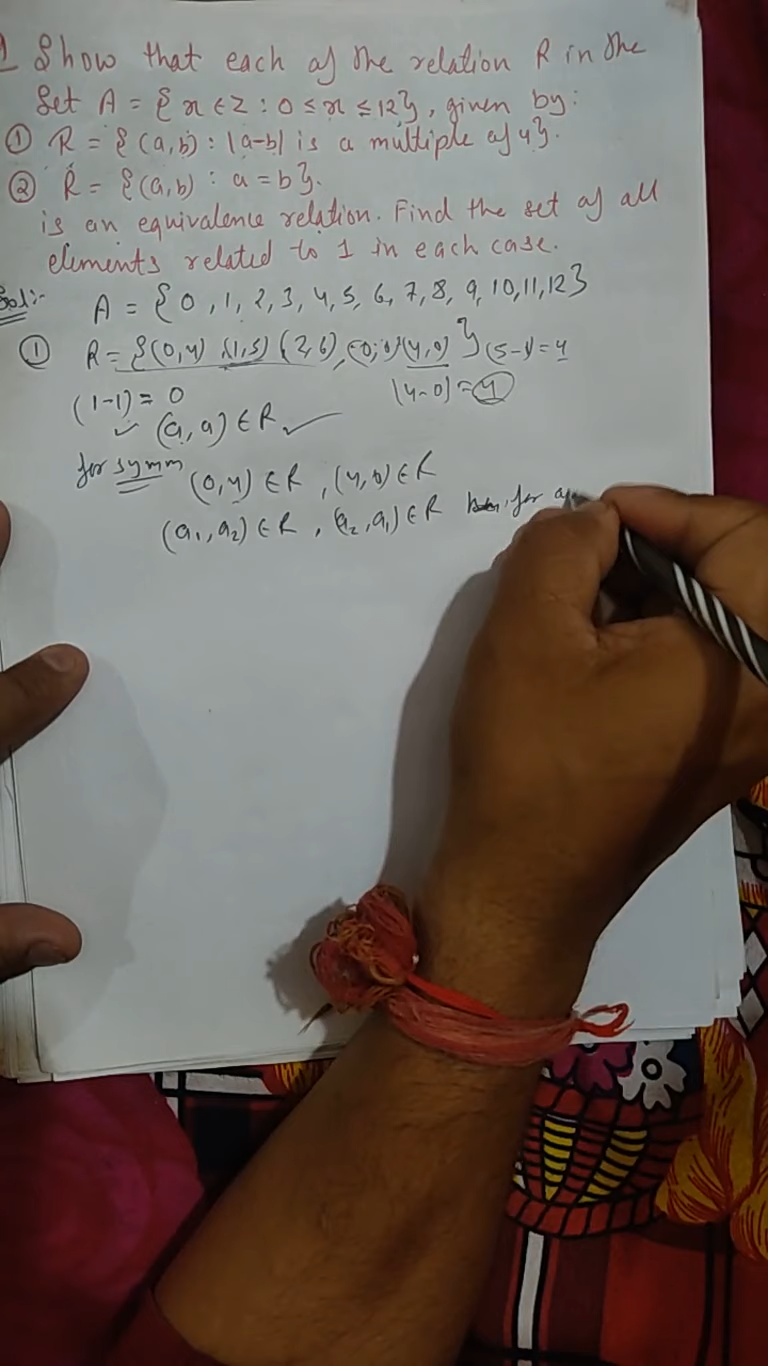 Show that each of the relation R in the
Set A = { x ∈ Z : 0 ≤ x ≤ 12}, given by:
① R = {(a,b) : |a-b| is a multiple of 4}.
② R = {(a,b) : a = b}.
is an equivalence relation. Find the set of all
elements related to 1 in each case.
Sol:-
A = {0, 1, 2, 3, 4, 5, 6, 7, 8, 9, 10, 11, 12}
① R = {(0,4) (1,5) (2,6), (0,0) (4,0) } (5-1) = 4
(1-1) = 0 |4-0| = 4
(a, a) ∈ R
for symm (0,4) ∈ R, (4,0) ∈ R
(a₁, a₂) ∈ R, (a₂, a₁) ∈ R for